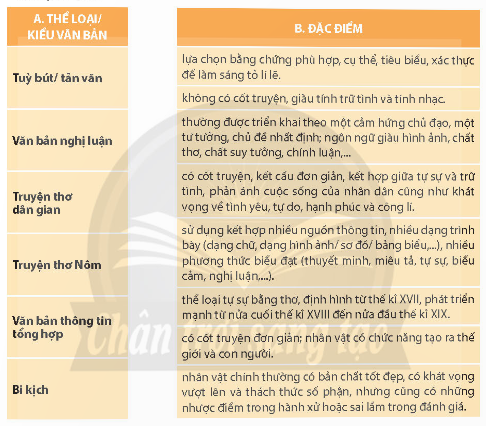 A. THỂ LOẠI/
KIỂU VĂN BẢN
Tuỳ bút/ tản văn
Văn bản nghị luận
Truyện thơ
dân gian
Truyện thơ Nôm
Văn bản thông tin
tổng hợp
Bi kịch
B. ĐẶC ĐIỂM
lựa chọn bằng chứng phù hợp, cụ thể, tiêu biểu, xác thực
để làm sáng tỏ lí lẽ.
không có cốt truyện, giàu tính trữ tình và tính nhạc.
thường được triển khai theo một cảm hứng chủ đạo, một
tư tưởng, chủ đề nhất định; ngôn ngữ giàu hình ảnh, chất
thơ, chất suy tưởng, chính luận,...
có cốt truyện, kết cấu đơn giản, kết hợp giữa tự sự và trữ
tình, phản ánh cuộc sống của nhân dân cũng như khát
vọng về tình yêu, tự do, hạnh phúc và công lí.
sử dụng kết hợp nhiều nguồn thông tin, nhiều dạng trình
bày (dạng chữ, dạng hình ảnh/ sơ đồ/ bảng biểu,...), nhiều
phương thức biểu đạt (thuyết minh, miêu tả, tự sự, biểu
cảm, nghị luận,...).
thể loại tự sự bằng thơ, định hình từ thế kỉ XVII, phát triển
mạnh từ nửa cuối thế kỉ XVIII đến nửa đầu thế kỉ XIX.
có cốt truyện đơn giản; nhân vật có chức năng tạo ra thế
giới và con người.
nhân vật chính thường có bản chất tốt đẹp, có khát vọng
vượt lên và thách thức số phận, nhưng cũng có những
nhược điểm trong hành xử hoặc sai lầm trong đánh giá.
Chân trời sáng tạo